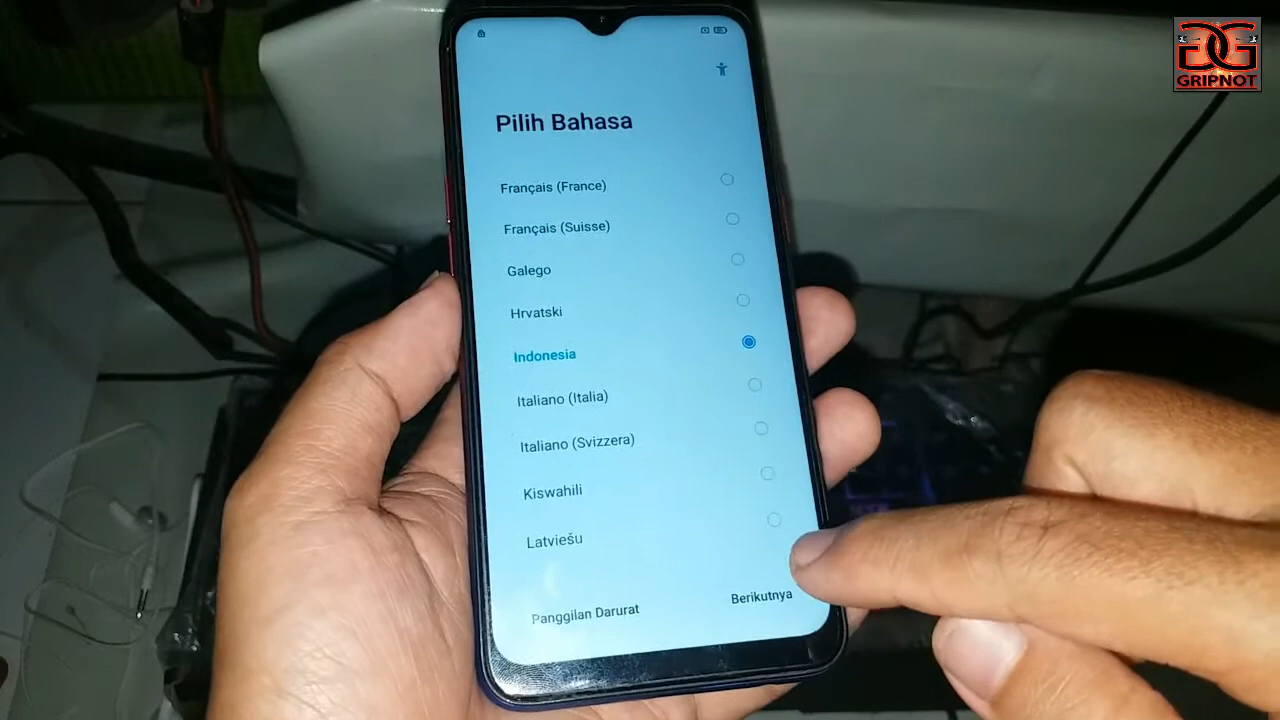 GRIPNOT
Pilih Bahasa
Français (France)
Français (Suisse)
Galego
Hrvatski
Indonesia
Italiano (Italia)
Italiano (Svizzera)
Kiswahili
Latviešu
Panggilan Darurat
Berikutnya